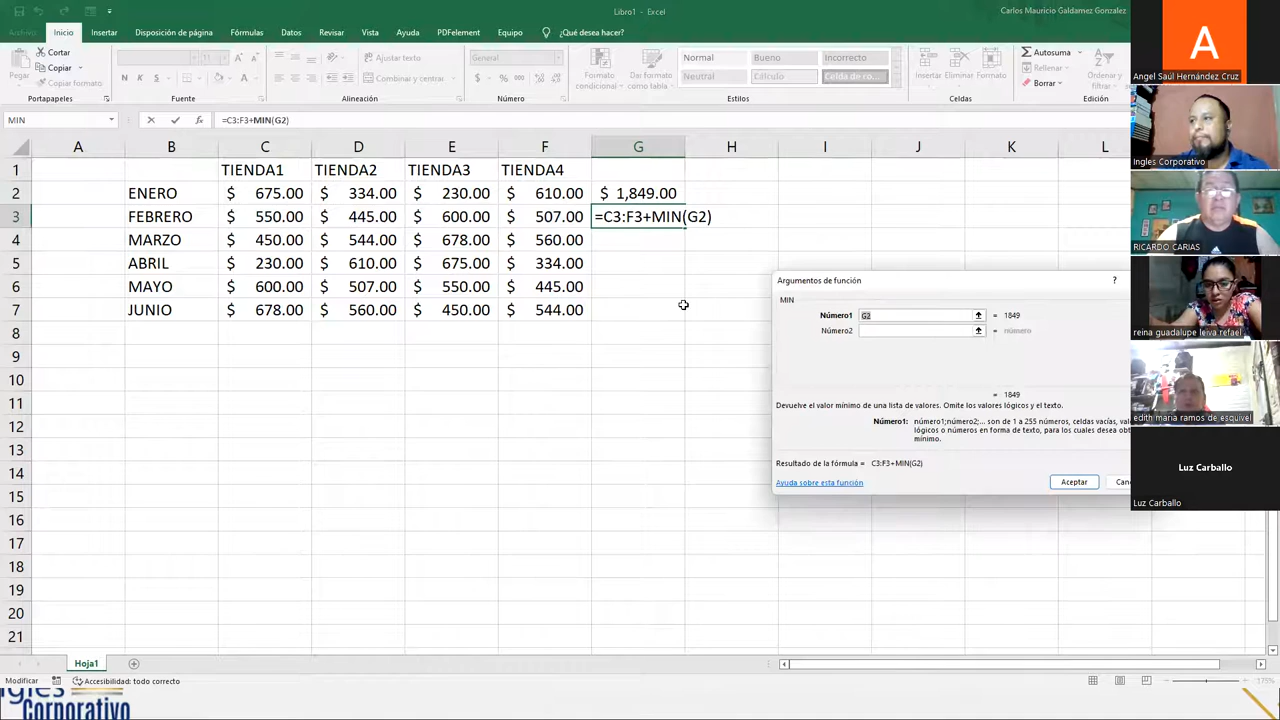 Libro1 - Excel
Carlos Mauricio Galdamez Gonzalez
Archivo Inicio Insertar Disposición de página Fórmulas Datos Revisar Vista Ayuda PDFelement Equipo ¿Qué desea hacer?
Cortar
Copiar
Copiar formato
Pegar
Portapapeles
Fuente
Ajustar texto
Combinar y centrar
Alineación
Número
Formato condicional
Dar formato como tabla
Normal Bueno Incorrecto
Neutral Cálculo Celda de co...
Estilos
Insertar Eliminar Formato
Celdas
Autosuma
Rellenar
Borrar
Ordenar y
Edición
MIN
=C3:F3+MIN(G2)
A B C D E F G H I J K L
1 TIENDA1 TIENDA2 TIENDA3 TIENDA4
2 ENERO $ 675.00 $ 334.00 $ 230.00 $ 610.00 $ 1,849.00
3 FEBRERO $ 550.00 $ 445.00 $ 600.00 $ 507.00 =C3:F3+MIN(G2)
4 MARZO $ 450.00 $ 544.00 $ 678.00 $ 560.00
5 ABRIL $ 230.00 $ 610.00 $ 675.00 $ 334.00
6 MAYO $ 600.00 $ 507.00 $ 550.00 $ 445.00
7 JUNIO $ 678.00 $ 560.00 $ 450.00 $ 544.00
9
10
11
12
13
14
15
16
17
18
19
20
21
Argumentos de función ?
MIN
Número1 G2 = 1849
Número2 = número
= 1849
Devuelve el valor mínimo de una lista de valores. Omite los valores lógicos y el texto.
Número1: número1;número2;... son de 1 a 255 números, celdas vacías, val
lógicos o números en forma de texto, para los cuales desea obt
mínimo.
Resultado de la fórmula = C3:F3+MIN(G2)
Ayuda sobre esta función
Aceptar
Canc
A
Angel Saúl Hernández Cruz
Ingles Corporativo
RICARDO CARIAS
reina guadalupe leiva rafael
edith maria ramos de esquivel
Luz Carballo
Luz Carballo
Hoja1
Modificar
Accesibilidad: todo correcto
175%
Ingles
Corporativo